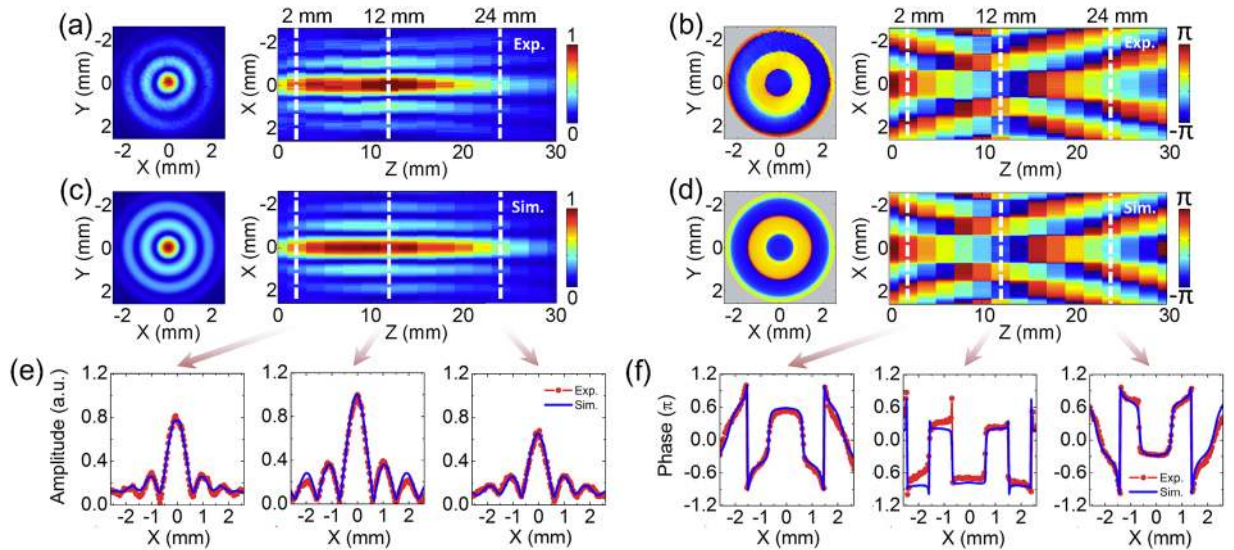 (a) 2 mm 12 mm 24 mm
Y (mm) -2 0 2
X (mm) -2 0 2
X (mm) -2 0 2
Exp.
1
0
0 10 20 30
Z (mm)
(b) 2 mm 12 mm 24 mm
Y (mm) -2 0 2
X (mm) -2 0 2
X (mm) -2 0 2
Exp.
π
-π
0 10 20 30
Z (mm)
(c)
Y (mm) -2 0 2
X (mm) -2 0 2
X (mm) -2 0 2
Sim.
1
0
0 10 20 30
Z (mm)
(d)
Y (mm) -2 0 2
X (mm) -2 0 2
X (mm) -2 0 2
Sim.
π
-π
0 10 20 30
Z (mm)
(e)
Amplitude (a.u.)
1.2
0.8
0.4
0.0
-2 -1 0 1 2
X (mm)
1.2
0.8
0.4
0.0
-2 -1 0 1 2
X (mm)
1.2
0.8
0.4
0.0
Exp.
Sim.
-2 -1 0 1 2
X (mm)
(f)
Phase (π)
1.2
0.6
0.0
-0.6
-1.2
-2 -1 0 1 2
X (mm)
1.2
0.6
0.0
-0.6
-1.2
-2 -1 0 1 2
X (mm)
1.2
0.6
0.0
-0.6
-1.2
Exp.
Sim.
-2 -1 0 1 2
X (mm)